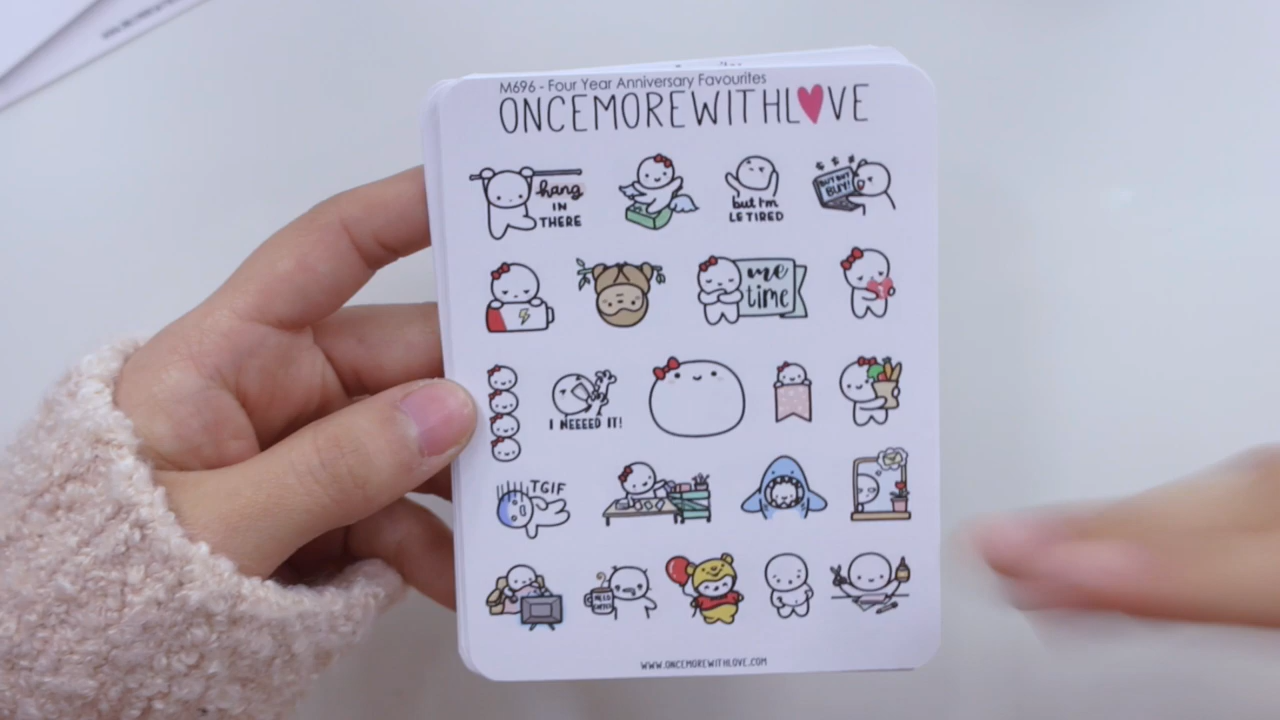 M696 - Four Year Anniversary Favourites
ONCEMOREWITHLOVE
hang
IN
THERE
but I'm
LE TIRED
BUY BUY
BUY!
me
time
I NEEEED IT!
TGIF
WWW.ONCEMOREWITHLOVE.COM